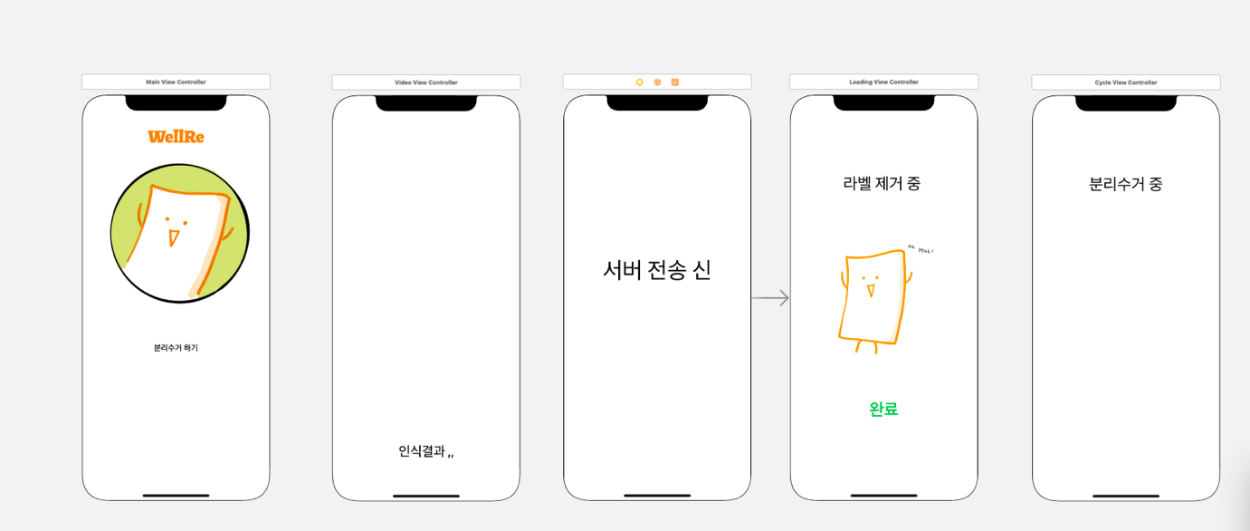 Main View Controller
WellRe
분리수거 하기
Video View Controller
인식결과 ,,
서버 전송 신
Leading View Controller
라벨 제거 중
완료
Cycle View Controller
분리수거 중